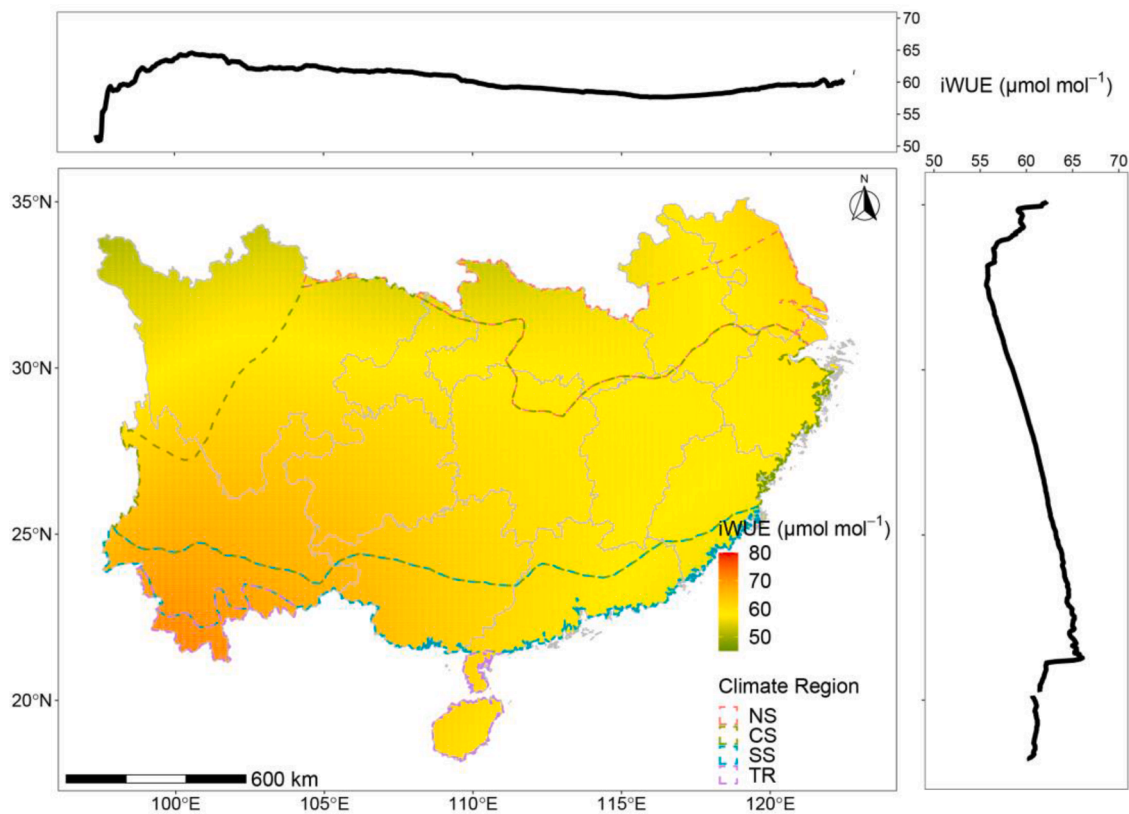 70
65
60
55
50
iWUE (μmol mol⁻¹)
50 55 60 65 70
N
35°N
30°N
25°N
20°N
iWUE (μmol mol⁻¹)
80
70
60
50
Climate Region
NS
CS
SS
TR
600 km
100°E 105°E 110°E 115°E 120°E